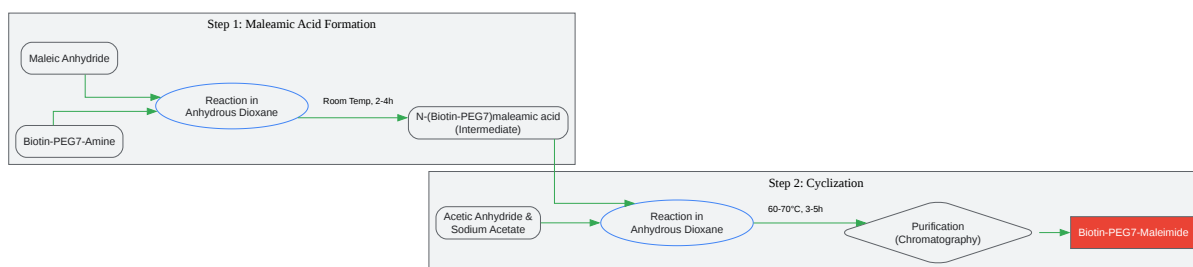 Step 1: Maleamic Acid Formation
Maleic Anhydride
Reaction in
Anhydrous Dioxane
Room Temp, 2-4h
N-(Biotin-PEG7)maleamic acid
(Intermediate)
Biotin-PEG7-Amine
Step 2: Cyclization
Acetic Anhydride &
Sodium Acetate
Reaction in
Anhydrous Dioxane
60-70°C, 3-5h
Purification
(Chromatography)
Biotin-PEG7-Maleimide